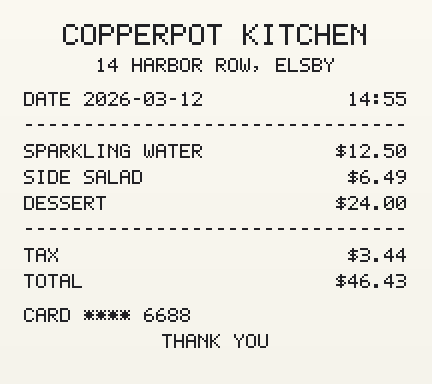 COPPERPOT KITCHEN
14 HARBOR ROW, ELSBY
DATE 2026-03-12 14:55
--------------------------------
SPARKLING WATER $12.50
SIDE SALAD $6.49
DESSERT $24.00
--------------------------------
TAX $3.44
TOTAL $46.43
CARD **** 6688
THANK YOU